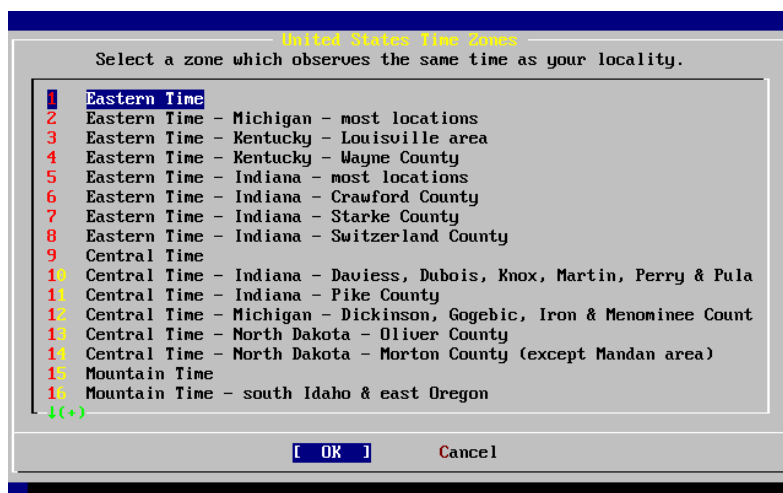 United States Time Zones
Select a zone which observes the same time as your locality.
1 Eastern Time
2 Eastern Time - Michigan - most locations
3 Eastern Time - Kentucky - Louisville area
4 Eastern Time - Kentucky - Wayne County
5 Eastern Time - Indiana - most locations
6 Eastern Time - Indiana - Crawford County
7 Eastern Time - Indiana - Starke County
8 Eastern Time - Indiana - Switzerland County
9 Central Time
10 Central Time - Indiana - Daviess, Dubois, Knox, Martin, Perry & Pula
11 Central Time - Indiana - Pike County
12 Central Time - Michigan - Dickinson, Gogebic, Iron & Menominee Count
13 Central Time - North Dakota - Oliver County
14 Central Time - North Dakota - Morton County (except Mandan area)
15 Mountain Time
16 Mountain Time - south Idaho & east Oregon
↓(+)
[ OK ] Cancel